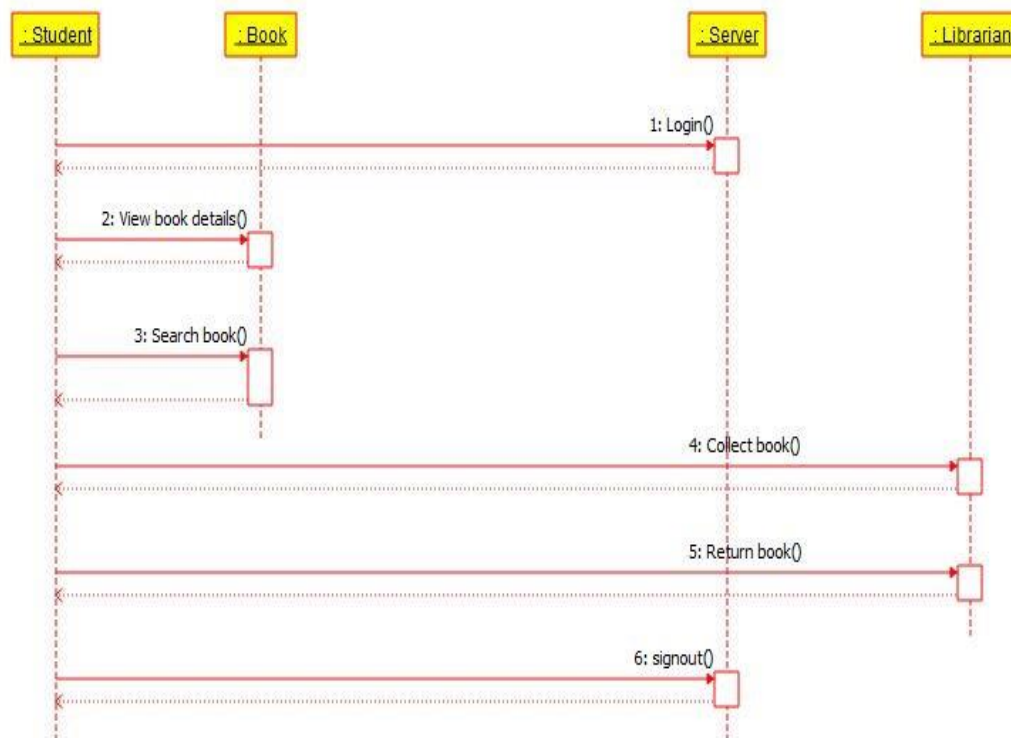 : Student
: Book
: Server
: Librarian
1: Login()
2: View book details()
3: Search book()
4: Collect book()
5: Return book()
6: signout()